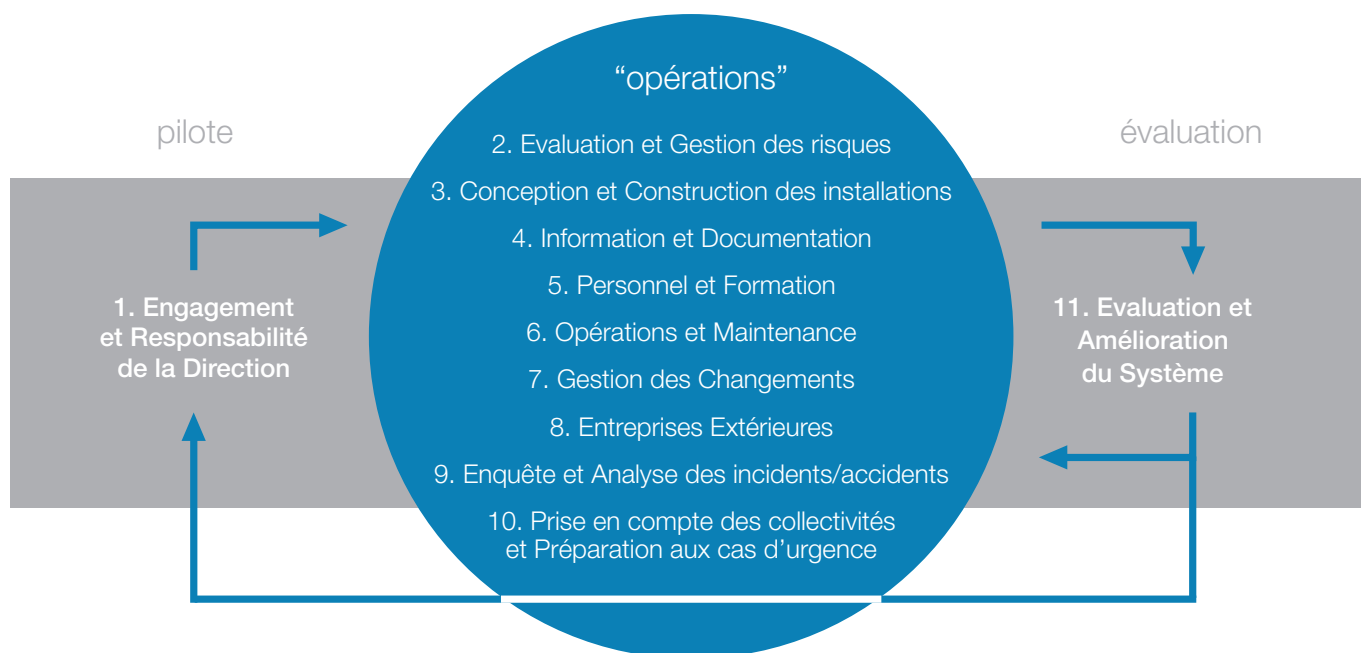 pilote
1. Engagement
et Responsabilité
de la Direction
“opérations”
2. Evaluation et Gestion des risques
3. Conception et Construction des installations
4. Information et Documentation
5. Personnel et Formation
6. Opérations et Maintenance
7. Gestion des Changements
8. Entreprises Extérieures
9. Enquête et Analyse des incidents/accidents
10. Prise en compte des collectivités
et Préparation aux cas d’urgence
évaluation
11. Evaluation et
Amélioration
du Système